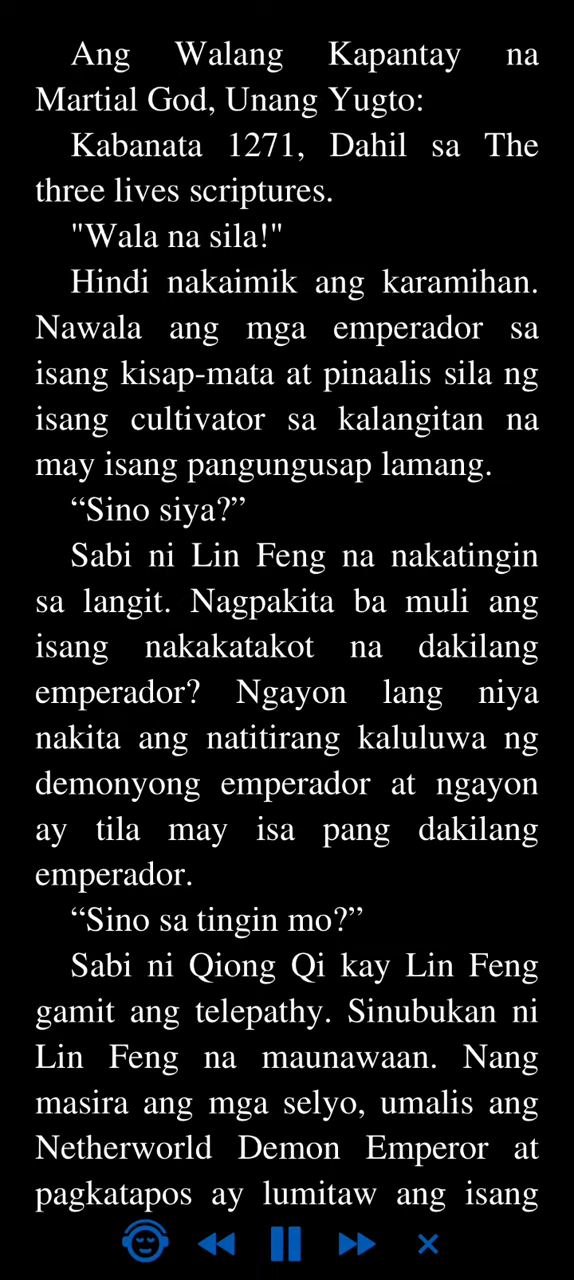 Ang Walang Kapantay na
Martial God, Unang Yugto:
Kabanata 1271, Dahil sa The
three lives scriptures.
"Wala na sila!"
Hindi nakaimik ang karamihan.
Nawala ang mga emperador sa
isang kisap-mata at pinaalis sila ng
isang cultivator sa kalangitan na
may isang pangungusap lamang.
“Sino siya?”
Sabi ni Lin Feng na nakatingin
sa langit. Nagpakita ba muli ang
isang nakakatakot na dakilang
emperador? Ngayon lang niya
nakita ang natitirang kaluluwa ng
demonyong emperador at ngayon
ay tila may isa pang dakilang
emperador.
“Sino sa tingin mo?”
Sabi ni Qiong Qi kay Lin Feng
gamit ang telepathy. Sinubukan ni
Lin Feng na maunawaan. Nang
masira ang mga selyo, umalis ang
Netherworld Demon Emperor at
pagkatapos ay lumitaw ang isang